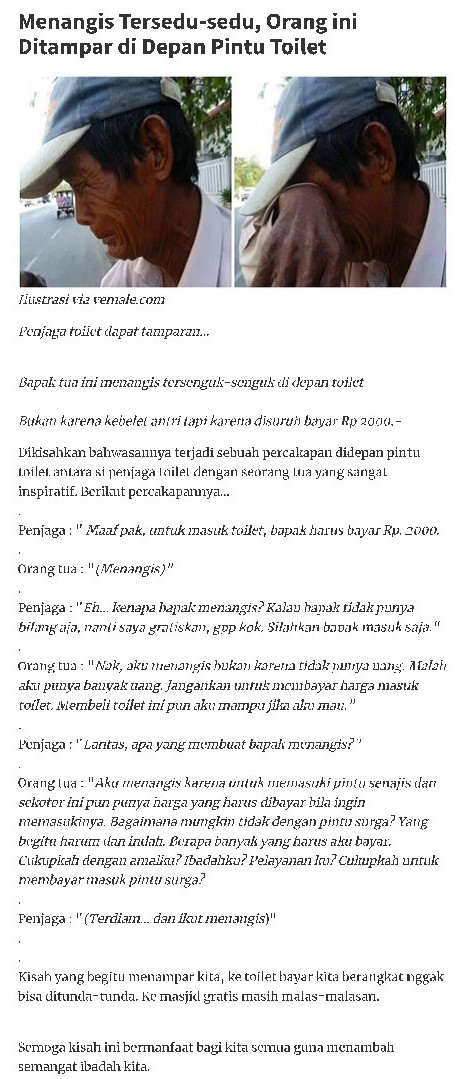 Menangis Tersedu-sedu, Orang ini
Ditampar di Depan Pintu Toilet
Ilustrasi via vemale.com
Penjaga toilet dapat tamparan...
Bapak tua ini menangis tersenguk-senguk di depan toilet
Bukan karena kebelet antri tapi karena disuruh bayar Rp 2000.-
Dikisahkan bahwasannya terjadi sebuah percakapan didepan pintu
toilet antara si penjaga toilet dengan seorang tua yang sangat
inspiratif. Berikut percakapannya...
.
Penjaga : " Maaf pak, untuk masuk toilet, bapak harus bayar Rp. 2000.
.
Orang tua : "(Menangis)"
.
Penjaga : "Eh... kenapa bapak menangis? Kalau bapak tidak punya
bilang aja, nanti saya gratiskan, gpp kok. Silahkan bapak masuk saja."
.
Orang tua : "Nak, aku menangis bukan karena tidak punya uang. Malah
aku punya banyak uang. Jangankan untuk membayar harga masuk
toilet. Membeli toilet ini pun aku mampu jika aku mau."
.
Penjaga : "Lantas, apa yang membuat bapak menangis?"
.
Orang tua : "Aku menangis karena untuk memasuki pintu senajis dan
sekotor ini pun punya harga yang harus dibayar bila ingin
memasukinya. Bagaimana mungkin tidak dengan pintu surga? Yang
begitu harum dan indah. Berapa banyak yang harus aku bayar.
Cukupkah dengan amalku? Ibadahku? Pelayanan ku? Cukupkah untuk
membayar masuk pintu surga?
.
Penjaga : "(Terdiam... dan ikut menangis)"
.
.
Kisah yang begitu menampar kita, ke toilet bayar kita berangkat nggak
bisa ditunda-tunda. Ke masjid gratis masih malas-malasan.
Semoga kisah ini bermanfaat bagi kita semua guna menambah
semangat ibadah kita.